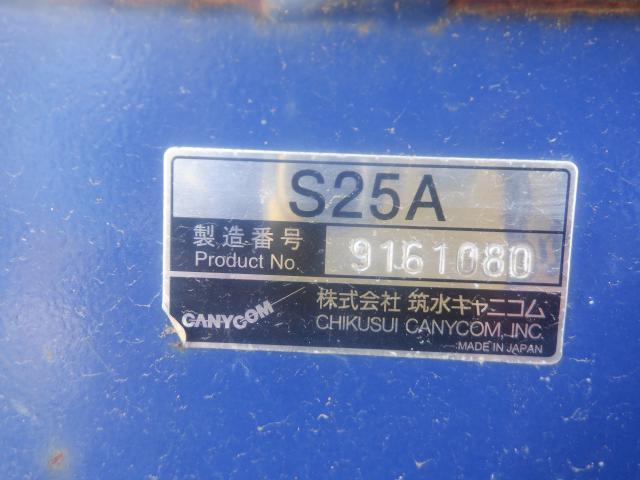 S25A
製造番号
Product No.
9161080
CANYCOM
株式会社 筑水キャニコム
CHIKUSUI CANYCOM, INC.
MADE IN JAPAN